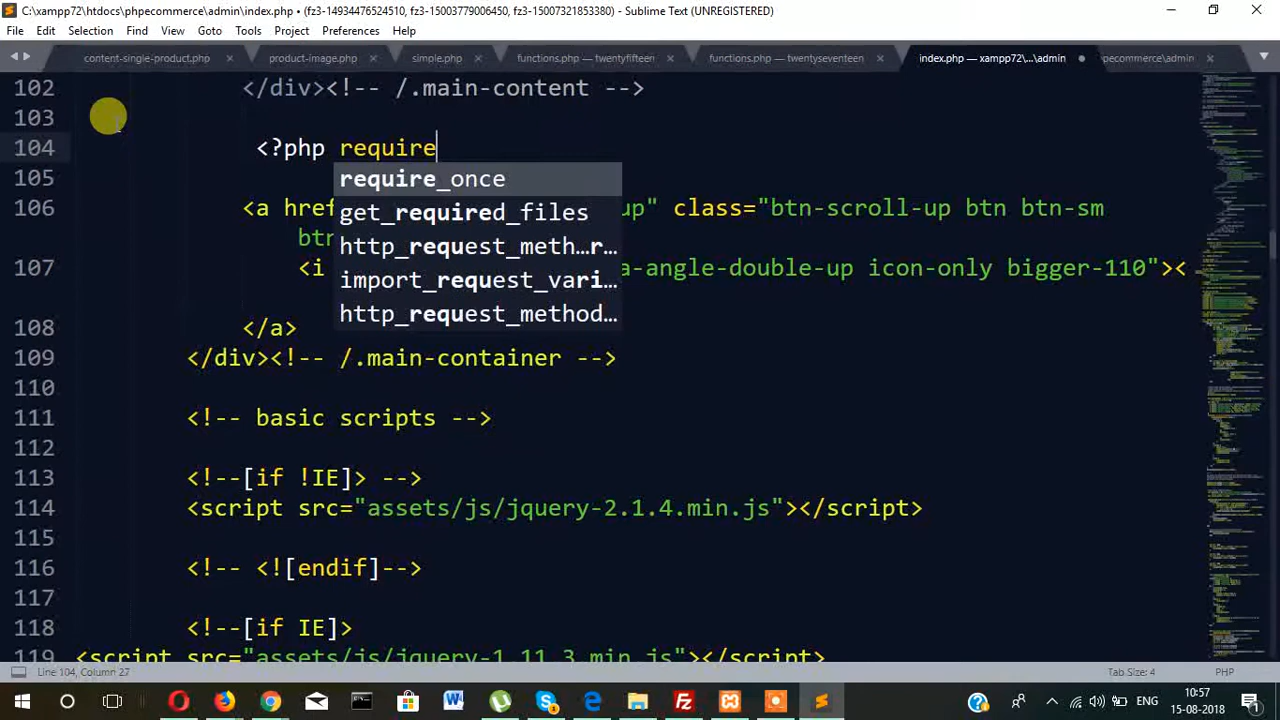 C:\xampp72\htdocs\phpecommerce\admin\index.php • (fz3-14934476524510, fz3-15037779006450, fz3-15007321853380) - Sublime Text (UNREGISTERED)
File Edit Selection Find View Goto Tools Project Preferences Help
content-single-product.php product-image.php simple.php functions.php — twentyfifteen functions.php — twentyseventeen index.php — xampp72\...\admin pecommerce\admin
102 </div><!-- /.main-content -->
103
104 <?php require
105 require_once
106 <a href up" class="btn-scroll-up btn btn-sm
get_required_files
btn
http_request_meth...r...
107 <i a-angle-double-up icon-only bigger-110"><
import_request_vari...
http_request_method...
108 </a>
109 </div><!-- /.main-container -->
110
111 <!-- basic scripts -->
112
113 <!--[if !IE]> -->
114 <script src="assets/js/jquery-2.1.4.min.js"></script>
115
116 <!-- <![endif]-->
117
118 <!--[if IE]>
119 <script src="assets/js/jquery-1.11.3.min.js"></script>
Line 104, Column 27 Tab Size: 4 PHP
ENG 10:57
15-08-2018